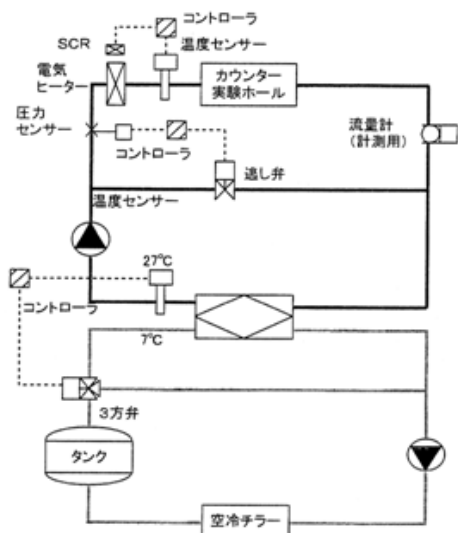 コントローラ
SCR
温度センサー
電気
ヒーター
カウンター
実験ホール
圧力
センサー
コントローラ
流量計
(計測用)
逃し弁
温度センサー
27°C
コントローラ
7°C
3方弁
タンク
空冷チラー